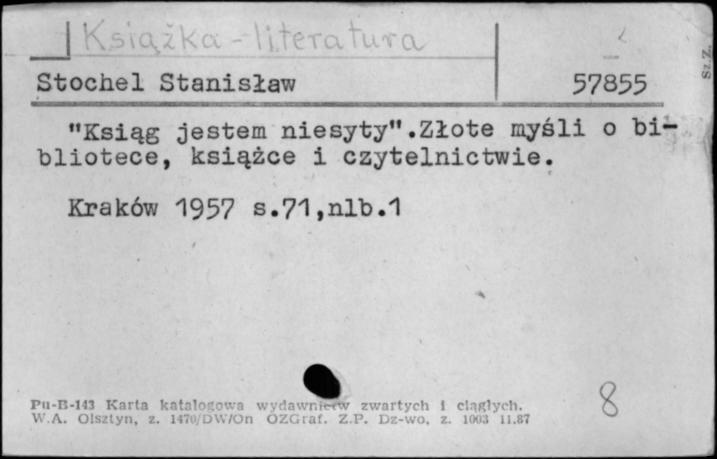 Książka - literatura
Stochel Stanisław 57855
"Ksiąg jestem niesyty".Złote myśli o bi-
bliotece, książce i czytelnictwie.
Kraków 1957 s.71,nlb.1
8
Pu-B-143 Karta katalogowa wydawnictw zwartych i ciągłych.
W.A. Olsztyn, z. 1470/DW/On OZGraf. Z.P. Dz-wo, z. 1003 11.87
Sz.Z.